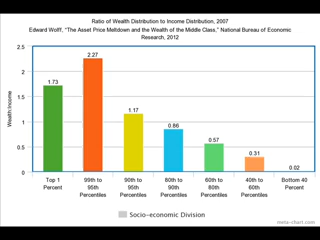 Ratio of Wealth Distribution to Income Distribution, 2007
Edward Wolff, "The Asset Price Meltdown and the Wealth of the Middle Class," National Bureau of Economic
Research, 2012
2.5
2
1.5
1
0.5
0
Wealth/Income
1.73
2.27
1.17
0.86
0.57
0.31
0.02
Top 1
Percent
99th to
95th
Percentiles
90th to
95th
Percentiles
80th to
90th
Percentiles
60th to
80th
Percentiles
40th to
60th
Percentiles
Bottom 40
Percent
Socio-economic Division
meta-chart.com